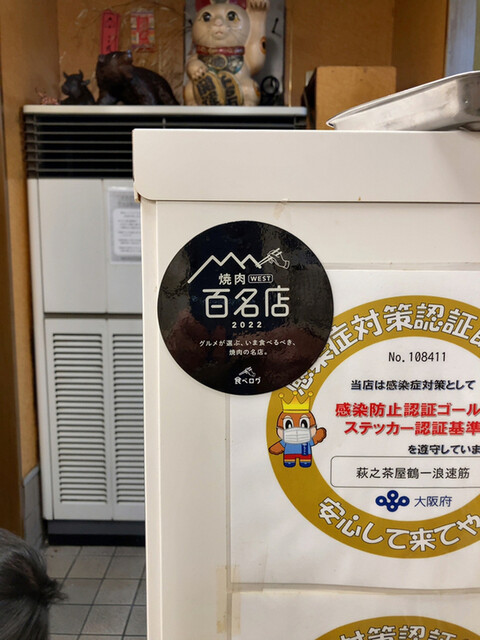 焼肉 WEST
百名店
2022
グルメが選ぶ、いま食べるべき、
焼肉の名店。
食べログ
感染症対策認証
No. 108411
当店は感染症対策として
感染防止認証ゴール
ステッカー認証基準
を遵守していま
萩之茶屋鶴一浪速筋
大阪府
安心して来てや
対策認証